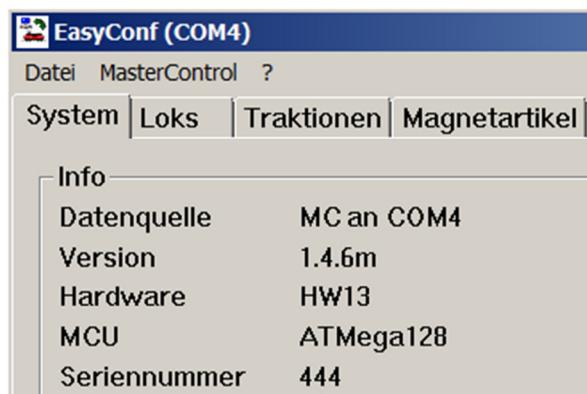 EasyConf (COM4)
Datei MasterControl ?
System Loks Traktionen Magnetartikel
Info
Datenquelle MC an COM4
Version 1.4.6m
Hardware HW13
MCU ATMega128
Seriennummer 444